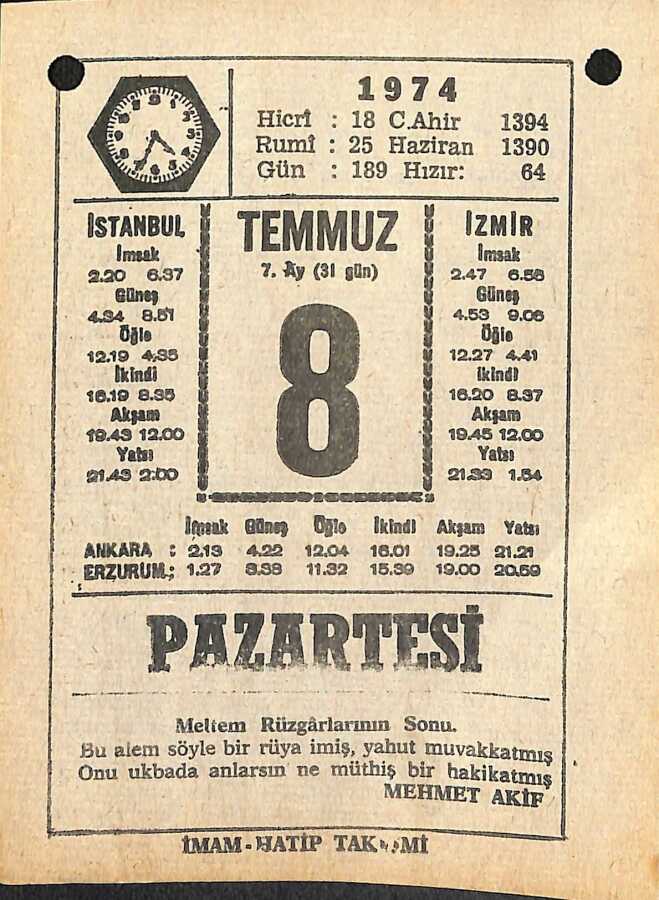 1974
Hicrî : 18 C.Ahir 1394
Rumî : 25 Haziran 1390
Gün : 189 Hızır: 64
İSTANBUL
İmsak
2.20 6.37
Güneş
4.34 8.51
Öğle
12.19 4.35
İkindi
16.19 8.35
Akşam
19.43 12.00
Yatsı
21.43 2.00
TEMMUZ
7. Ay (31 gün)
8
İZMİR
İmsak
2.47 6.58
Güneş
4.53 9.06
Öğle
12.27 4.41
İkindi
16.20 8.37
Akşam
19.45 12.00
Yatsı
21.33 1.54
İmsak Güneş Öğle İkindi Akşam Yatsı
ANKARA : 2.13 4.22 12.04 16.01 19.25 21.21
ERZURUM: 1.27 3.38 11.32 15.39 19.00 20.59
PAZARTESİ
Meltem Rüzgârlarının Sonu.
Bu alem söyle bir rüya imiş, yahut muvakkatmış
Onu ukbada anlarsın ne müthiş bir hakikatmış
MEHMET AKİF
İMAM-HATİP TAKVİMİ